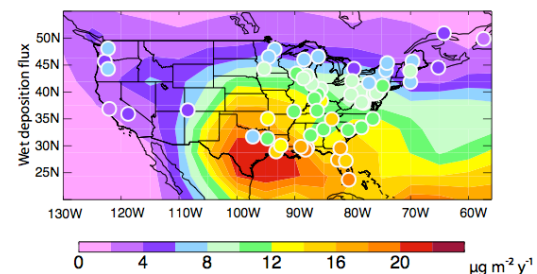 Wet deposition flux
55N
50N
45N
40N
35N
30N
25N
130W 120W 110W 100W 90W 80W 70W 60W
0 4 8 12 16 20
µg m⁻² y⁻¹